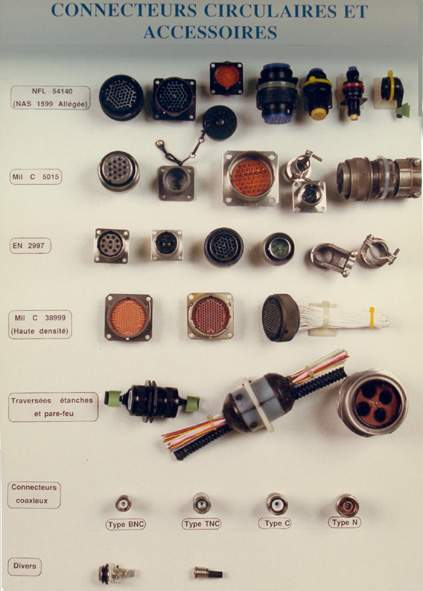 CONNECTEURS CIRCULAIRES ET
ACCESSOIRES
NFL 54140
(NAS 1599 Allégée)
Mil C 5015
EN 2997
Mil C 38999
(Haute densité)
Traversées étanches
et pare-feu
Connecteurs
coaxiaux
Type BNC
Type TNC
Type C
Type N
Divers